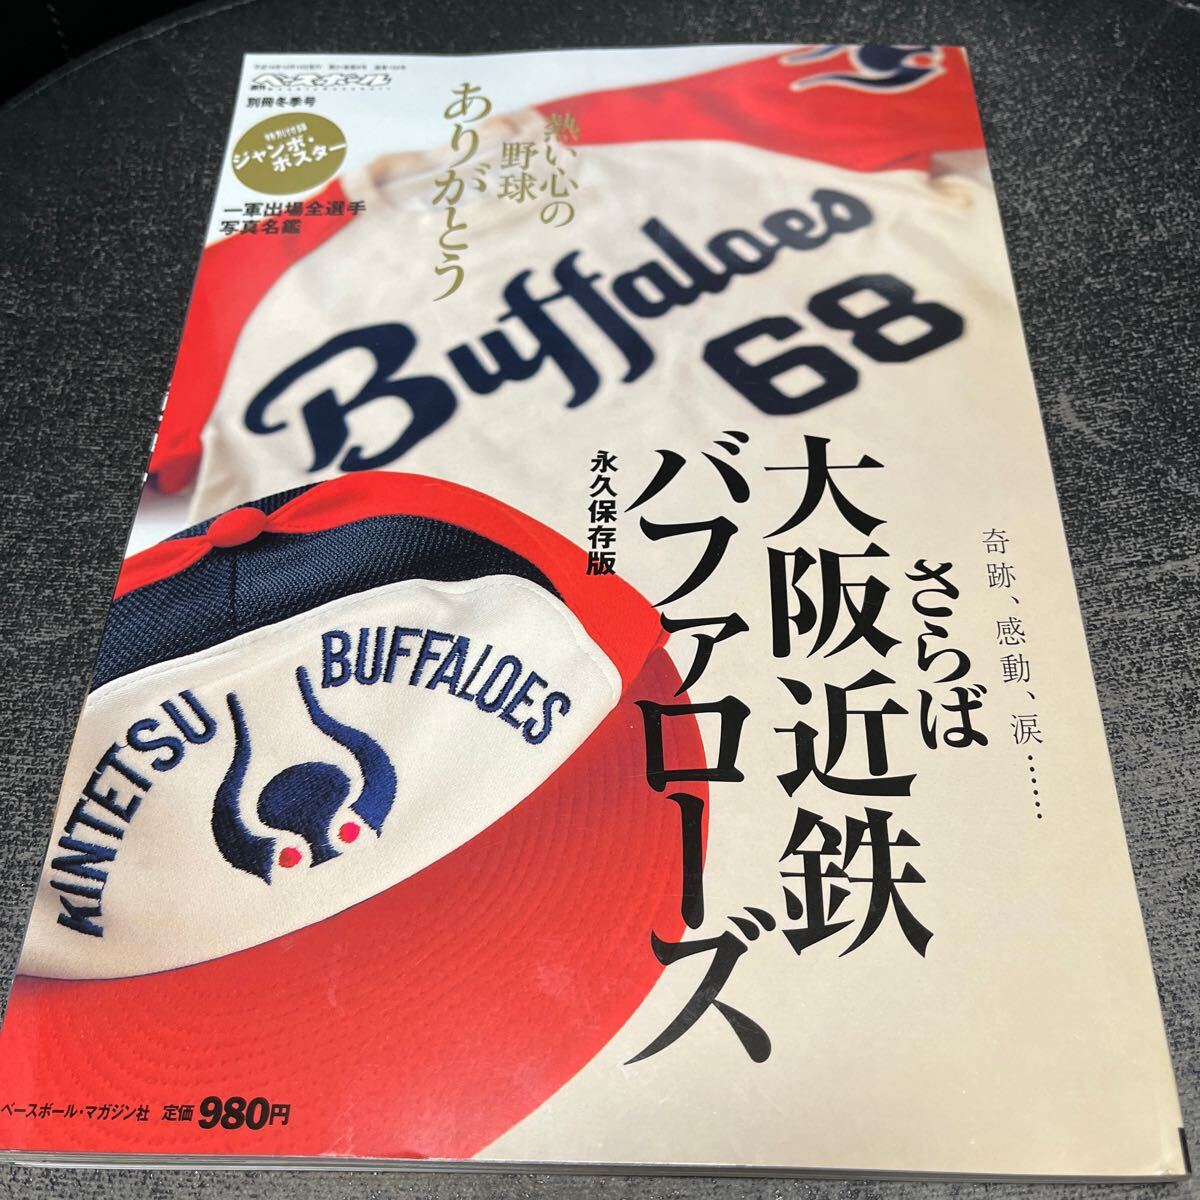 ベースボール
別冊冬季号
特別付録
ジャンボ・
ポスター
一軍出場全選手
写真名鑑
熱い心の
野球
ありがとう
Buffaloes
68
奇跡、感動、涙……
さらば
大阪近鉄
バファローズ
永久保存版
KINTETSU
BUFFALOES
ベースボール・マガジン社 定価980円